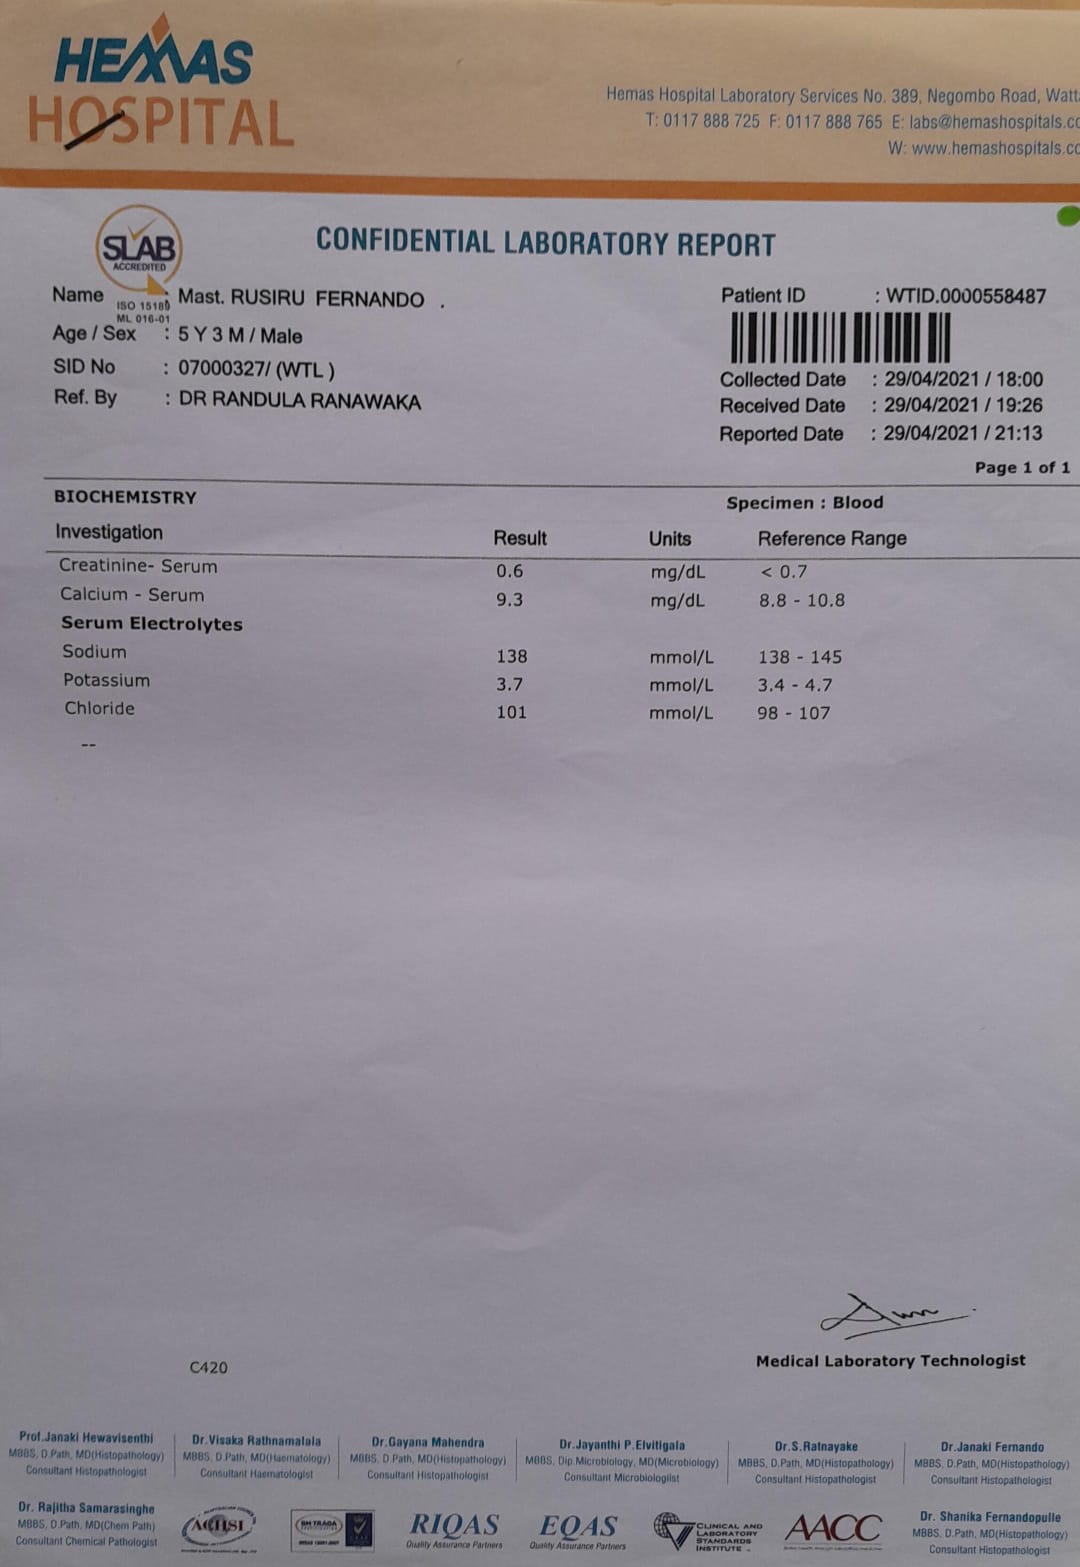 HEMAS
HOSPITAL
Hemas Hospital Laboratory Services No. 389, Negombo Road, Watt
T: 0117 888 725 F: 0117 888 765 E: labs@hemashospitals.co
W: www.hemashospitals.co
SLAB
ACCREDITED
ISO 15189
ML 016-01
CONFIDENTIAL LABORATORY REPORT
Name : Mast. RUSIRU FERNANDO .
Patient ID : WTID.0000558487
Age / Sex : 5 Y 3 M / Male
SID No : 07000327/ (WTL )
Ref. By : DR RANDULA RANAWAKA
Collected Date : 29/04/2021 / 18:00
Received Date : 29/04/2021 / 19:26
Reported Date : 29/04/2021 / 21:13
Page 1 of 1
BIOCHEMISTRY Specimen : Blood
Investigation Result Units Reference Range
Creatinine- Serum 0.6 mg/dL < 0.7
Calcium - Serum 9.3 mg/dL 8.8 - 10.8
Serum Electrolytes
Sodium 138 mmol/L 138 - 145
Potassium 3.7 mmol/L 3.4 - 4.7
Chloride 101 mmol/L 98 - 107
--
C420
Medical Laboratory Technologist
Prof.Janaki Hewavisenthi
MBBS, D.Path, MD(Histopathology)
Consultant Histopathologist
Dr.Visaka Rathnamalala
MBBS, D.Path, MD(Haematology)
Consultant Haematologist
Dr.Gayana Mahendra
MBBS, D.Path, MD(Histopathology)
Consultant Histopathologist
Dr.Jayanthi P.Elvitigala
MBBS, Dip.Microbiology, MD(Microbiology)
Consultant Microbiologiist
Dr.S.Ratnayake
MBBS, D.Path, MD(Histopathology)
Consultant Histopathologist
Dr.Janaki Fernando
MBBS, D.Path, MD(Histopathology)
Consultant Histopathologist
Dr. Rajitha Samarasinghe
MBBS, D.Path, MD(Chem Path)
Consultant Chemical Pathologist
ACHSI
BM TRADA
RIQAS
Quality Assurance Partners
EQAS
Quality Assurance Partners
CLINICAL AND
LABORATORY
STANDARDS
INSTITUTE
AACC
Dr. Shanika Fernandopulle
MBBS, D.Path, MD(Histopathology)
Consultant Histopathologist